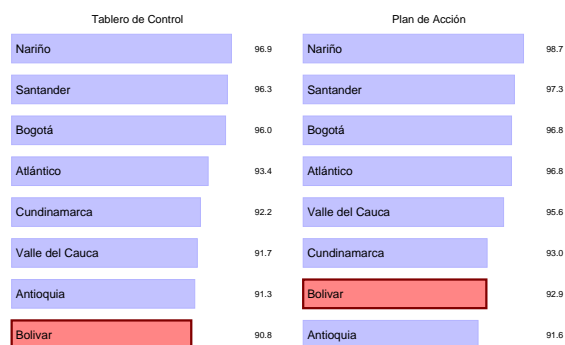 Tablero de Control
Nariño 96.9
Santander 96.3
Bogotá 96.0
Atlántico 93.4
Cundinamarca 92.2
Valle del Cauca 91.7
Antioquia 91.3
Bolivar 90.8
Plan de Acción
Nariño 98.7
Santander 97.3
Bogotá 96.8
Atlántico 96.8
Valle del Cauca 95.6
Cundinamarca 93.0
Bolivar 92.9
Antioquia 91.6